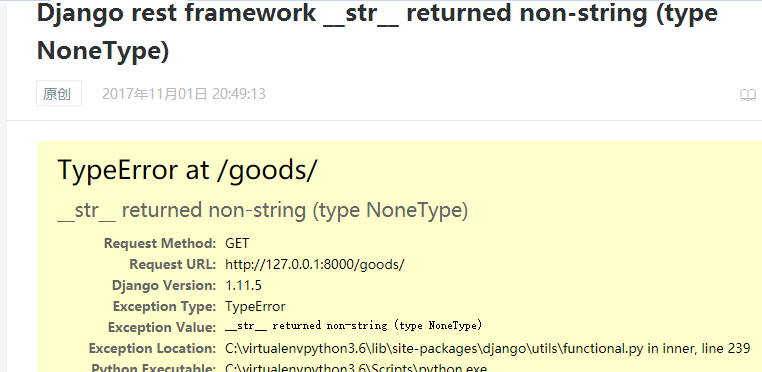 Django rest framework __str__ returned non-string (type
NoneType)
原创 2017年11月01日 20:49:13
TypeError at /goods/
__str__ returned non-string (type NoneType)
Request Method: GET
Request URL: http://127.0.0.1:8000/goods/
Django Version: 1.11.5
Exception Type: TypeError
Exception Value: __str__ returned non-string (type NoneType)
Exception Location: C:\virtualenvpython3.6\lib\site-packages\django\utils\functional.py in inner, line 239
Python Executable: C:\virtualenvpython3.6\Scripts\python.exe